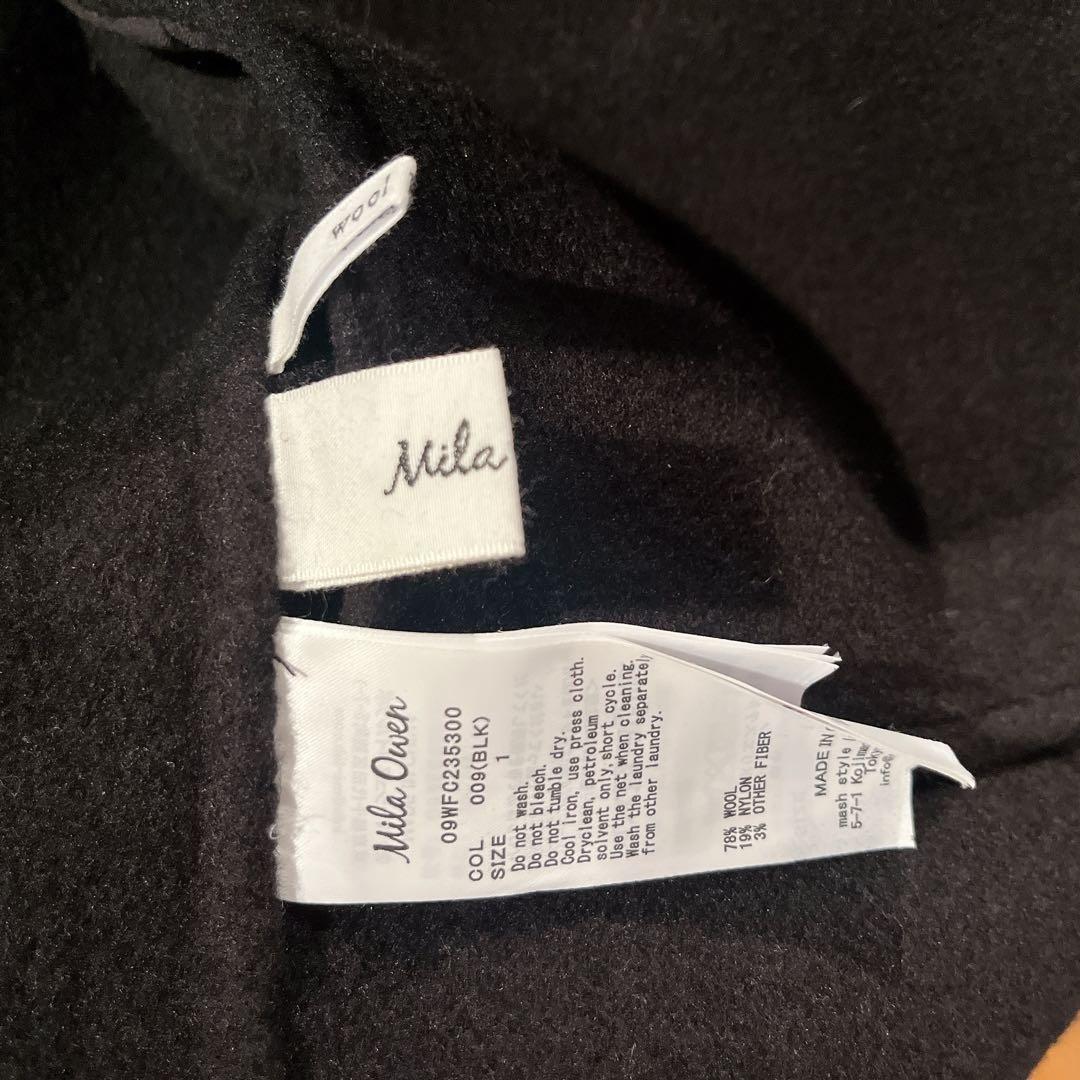 Wool
Mila
Mila Owen
09WFC235300
COL 009(BLK)
SIZE 1
Do not wash.
Do not bleach.
Do not tumble dry.
Cool iron, use press cloth.
Dryclean, petroleum
solvent only, short cycle.
Use the net when cleaning.
Wash the laundry separately
from other laundry.
78% WOOL
19% NYLON
3% OTHER FIBER
MADE IN
mash style
5-7-1
info@